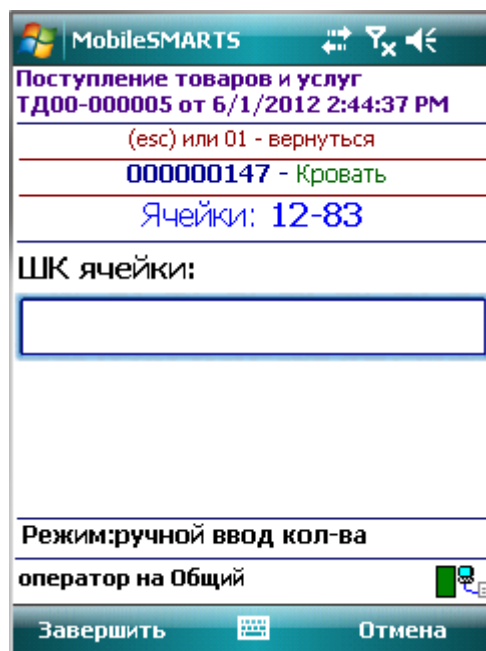 MobileSMARTS
Поступление товаров и услуг
ТД00-000005 от 6/1/2012 2:44:37 PM
(esc) или 01 - вернуться
000000147 - Кровать
Ячейки: 12-83
ШК ячейки:
Режим:ручной ввод кол-ва
оператор на Общий
Завершить Отмена